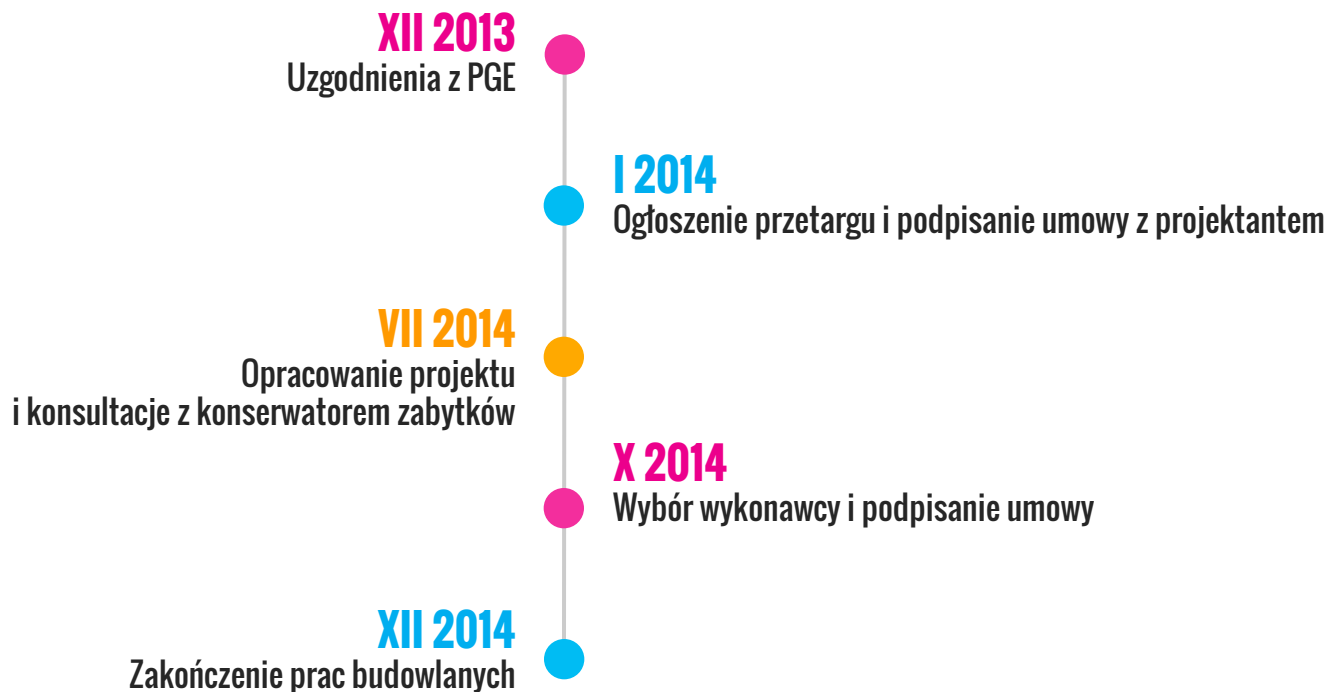 XII 2013
Uzgodnienia z PGE
I 2014
Ogłoszenie przetargu i podpisanie umowy z projektantem
VII 2014
Opracowanie projektu
i konsultacje z konserwatorem zabytków
X 2014
Wybór wykonawcy i podpisanie umowy
XII 2014
Zakończenie prac budowlanych